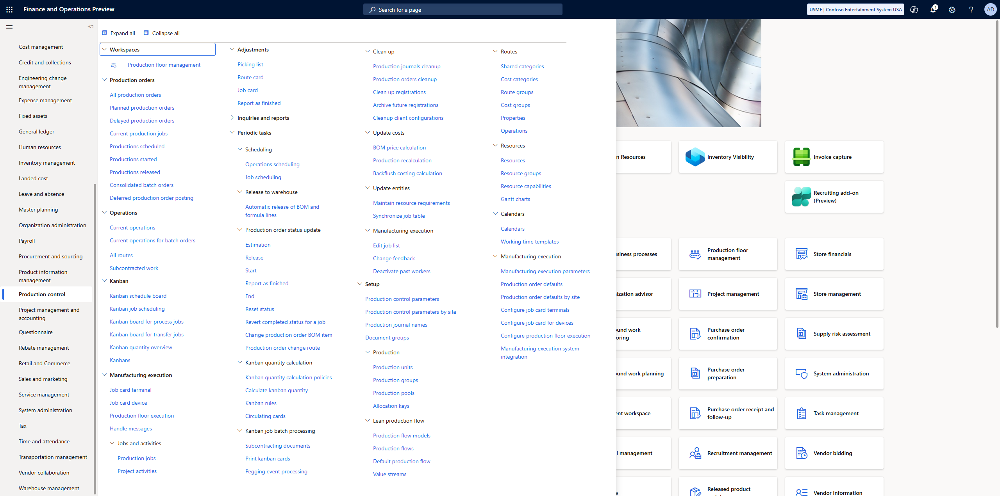 Finance and Operations Preview
Search for a page
USMF | Contoso Entertainment System USA
1
AD
Cost management
Credit and collections
Engineering change
management
Expense management
Fixed assets
General ledger
Human resources
Inventory management
Landed cost
Leave and absence
Master planning
Organization administration
Payroll
Procurement and sourcing
Product information
management
Production control
Project management and
accounting
Questionnaire
Rebate management
Retail and Commerce
Sales and marketing
Service management
System administration
Tax
Time and attendance
Transportation management
Vendor collaboration
Warehouse management
Expand all
Collapse all
Workspaces
Production floor management
Production orders
All production orders
Planned production orders
Delayed production orders
Current production jobs
Productions scheduled
Productions started
Productions released
Consolidated batch orders
Deferred production order posting
Operations
Current operations
Current operations for batch orders
All routes
Subcontracted work
Kanban
Kanban schedule board
Kanban job scheduling
Kanban board for process jobs
Kanban board for transfer jobs
Kanban quantity overview
Kanbans
Manufacturing execution
Job card terminal
Job card device
Production floor execution
Handle messages
Jobs and activities
Production jobs
Project activities
Adjustments
Picking list
Route card
Job card
Report as finished
Inquiries and reports
Periodic tasks
Scheduling
Operations scheduling
Job scheduling
Release to warehouse
Automatic release of BOM and
formula lines
Production order status update
Estimation
Release
Start
Report as finished
End
Reset status
Revert completed status for a job
Change production order BOM item
Production order change route
Kanban quantity calculation
Kanban quantity calculation policies
Calculate kanban quantity
Kanban rules
Circulating cards
Kanban job batch processing
Subcontracting documents
Print kanban cards
Pegging event processing
Clean up
Production journals cleanup
Production orders cleanup
Clean up registrations
Archive future registrations
Cleanup client configurations
Update costs
BOM price calculation
Production recalculation
Backflush costing calculation
Update entities
Maintain resource requirements
Synchronize job table
Manufacturing execution
Edit job list
Change feedback
Deactivate past workers
Setup
Production control parameters
Production control parameters by site
Production journal names
Document groups
Production
Production units
Production groups
Production pools
Allocation keys
Lean production flow
Production flow models
Production flows
Default production flow
Value streams
Routes
Shared categories
Cost categories
Route groups
Cost groups
Properties
Operations
Resources
Resources
Resource groups
Resource capabilities
Gantt charts
Calendars
Calendars
Working time templates
Manufacturing execution
Manufacturing execution parameters
Production order defaults
Production order defaults by site
Configure job card terminals
Configure job card for devices
Configure production floor execution
Manufacturing execution system
integration
n Resources
Inventory Visibility
Invoice capture
Recruiting add-on
(Preview)
siness processes
Production floor
management
Store financials
ization advisor
Project management
Store management
und work
oring
Purchase order
confirmation
Supply risk assessment
und work planning
Purchase order
preparation
System administration
ent workspace
Purchase order receipt and
follow-up
Task management
l management
Recruitment management
Vendor bidding
e
Released product
Vendor information